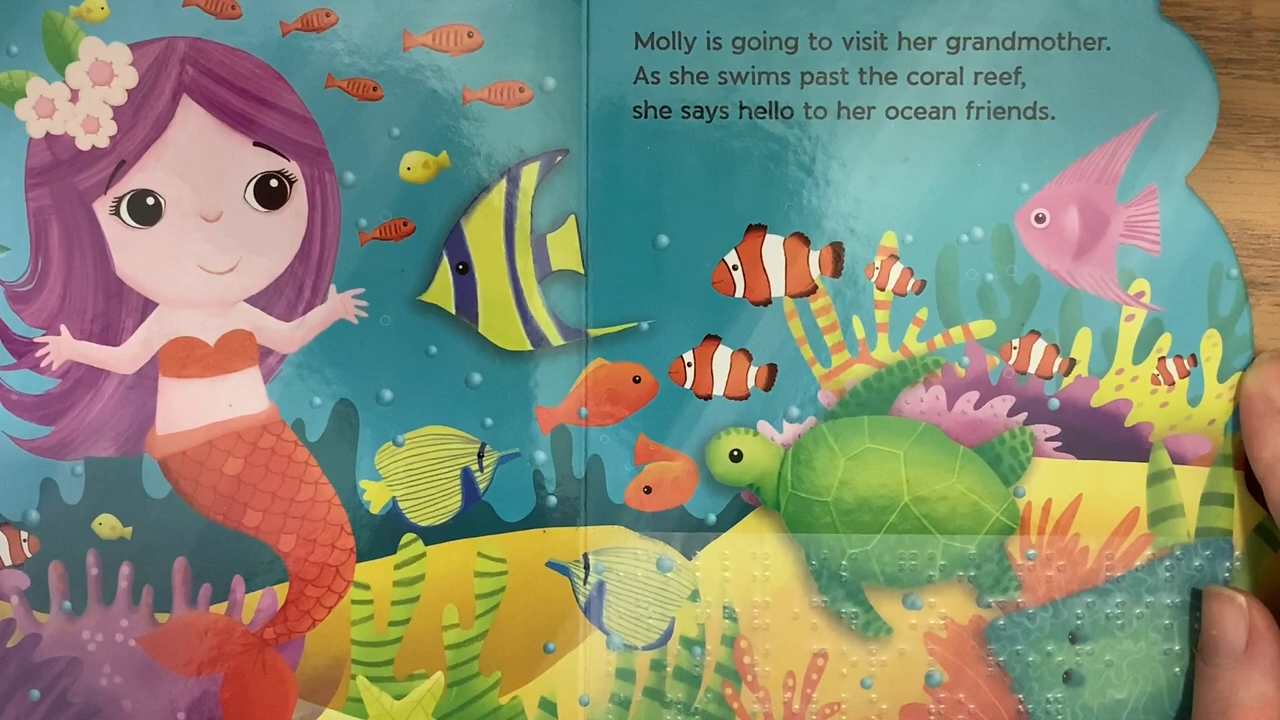 Molly is going to visit her grandmother.
As she swims past the coral reef,
she says hello to her ocean friends.